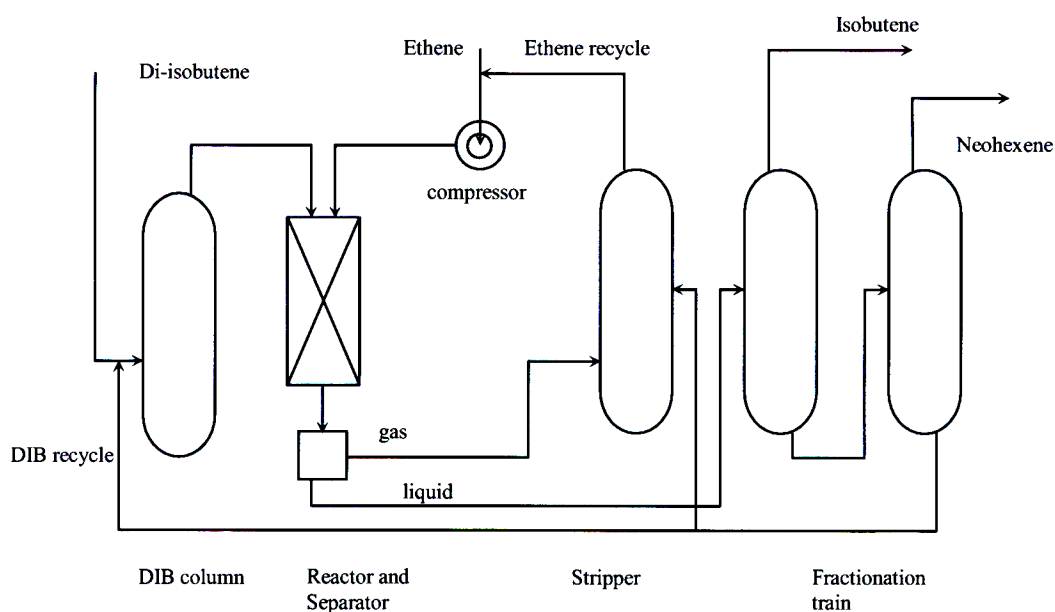 Isobutene
Ethene
Ethene recycle
Di-isobutene
Neohexene
compressor
gas
DIB recycle
liquid
DIB column
Reactor and
Separator
Stripper
Fractionation
train